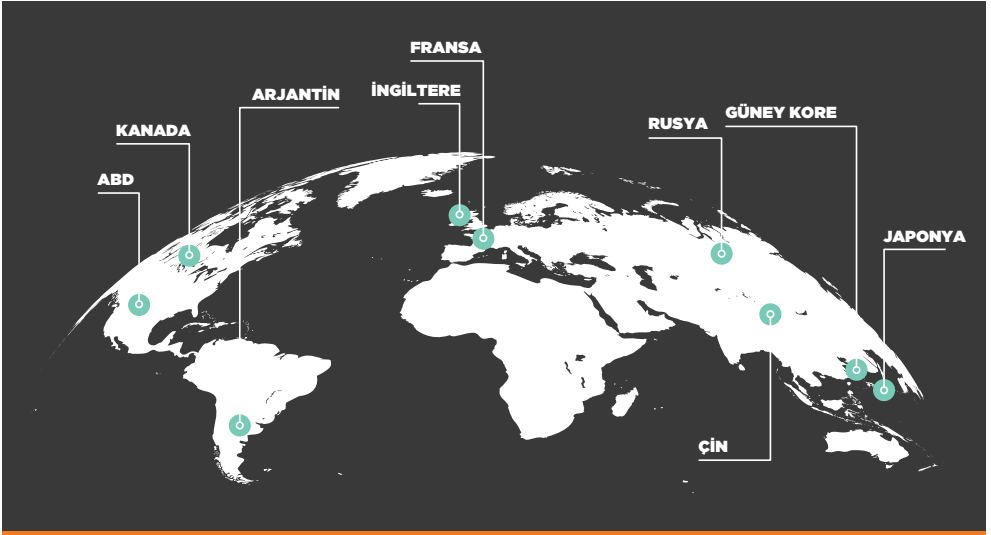 FRANSA
İNGİLTERE
ARJANTİN
GÜNEY KORE
KANADA
RUSYA
ABD
JAPONYA
ÇİN